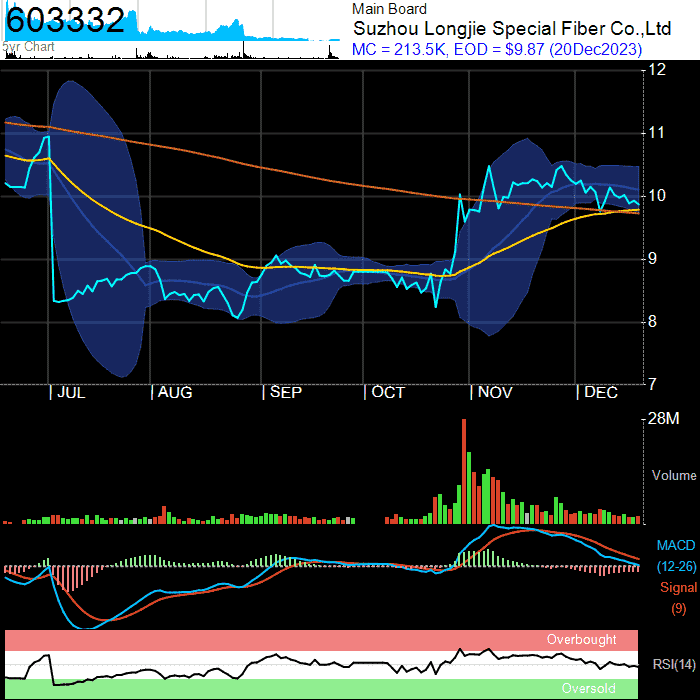 603332
5yr Chart
Main Board
Suzhou Longjie Special Fiber Co.,Ltd
MC = 213.5K, EOD = $9.87 (20Dec2023)
12
11
10
9
8
7
JUL
AUG
SEP
OCT
NOV
DEC
28M
Volume
MACD
(12-26)
Signal
(9)
Overbought
RSI(14)
Oversold